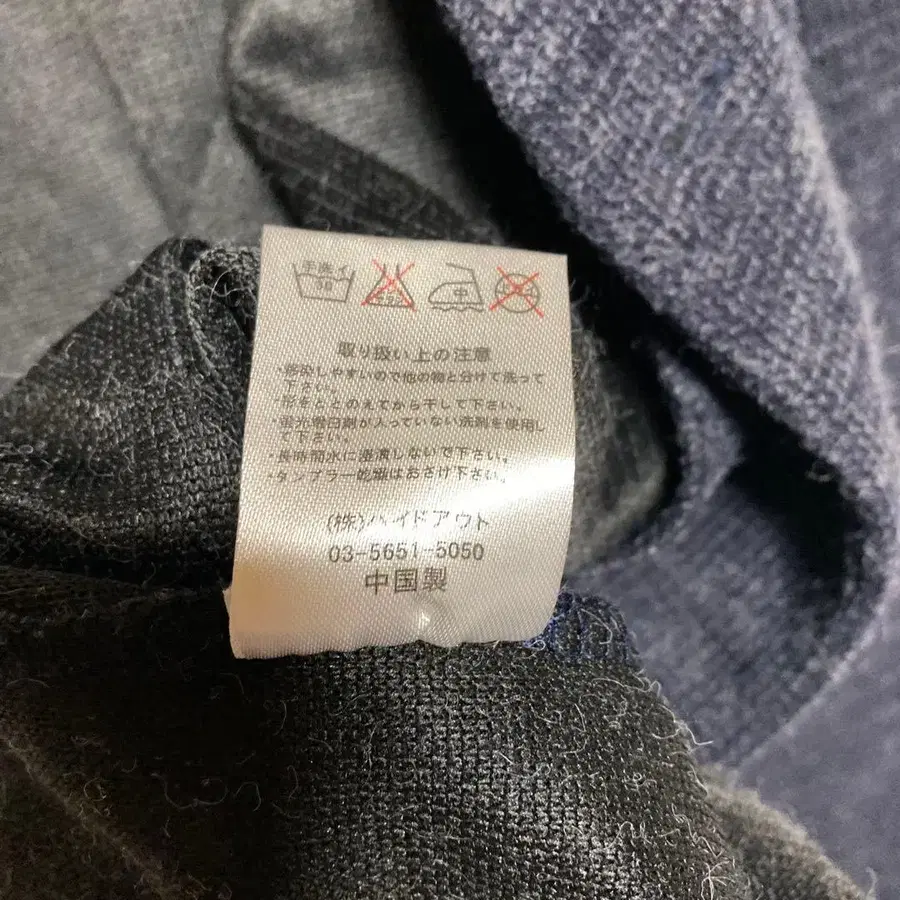 手洗イ
30
中
取り扱い上の注意
・移染しやすいので他の物と分けて洗って
下さい。
・形をととのえてから干して下さい。
・蛍光増白剤が入っていない洗剤を使用し
て下さい。
・長時間水に浸漬しないで下さい。
・タンブラー乾燥はおさけ下さい。
(株)ハイドアウト
03-5651-5050
中国製